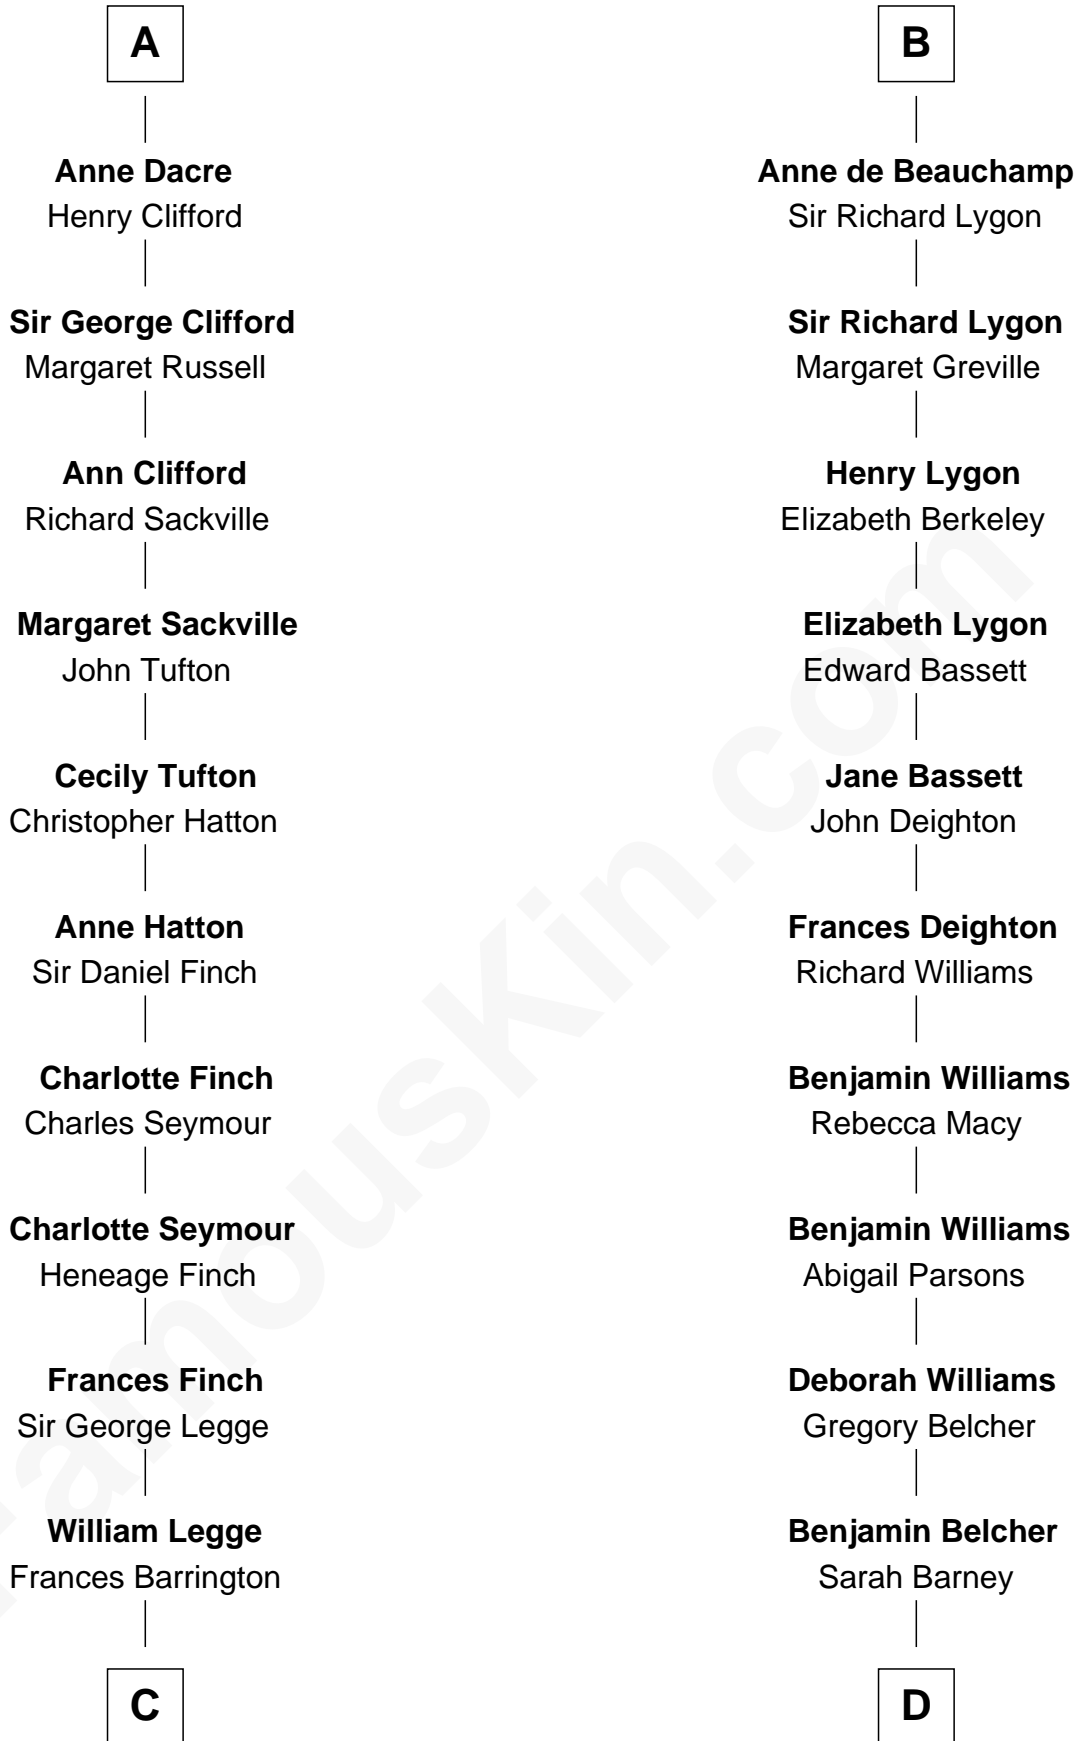 A
Anne Dacre
Henry Clifford
Sir George Clifford
Margaret Russell
Ann Clifford
Richard Sackville
Margaret Sackville
John Tufton
Cecily Tufton
Christopher Hatton
Anne Hatton
Sir Daniel Finch
Charlotte Finch
Charles Seymour
Charlotte Seymour
Heneage Finch
Frances Finch
Sir George Legge
William Legge
Frances Barrington
C
B
Anne de Beauchamp
Sir Richard Lygon
Sir Richard Lygon
Margaret Greville
Henry Lygon
Elizabeth Berkeley
Elizabeth Lygon
Edward Bassett
Jane Bassett
John Deighton
Frances Deighton
Richard Williams
Benjamin Williams
Rebecca Macy
Benjamin Williams
Abigail Parsons
Deborah Williams
Gregory Belcher
Benjamin Belcher
Sarah Barney
D
FamousKin.com